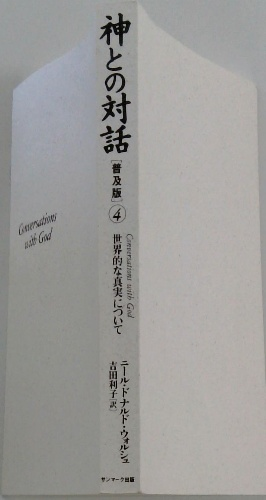 神との対話
[普及版]
④
Conversations with God
世界的な真実について
ニール・ドナルド・ウォルシュ
吉田利子[訳]
サンマーク出版
Conversations
with God